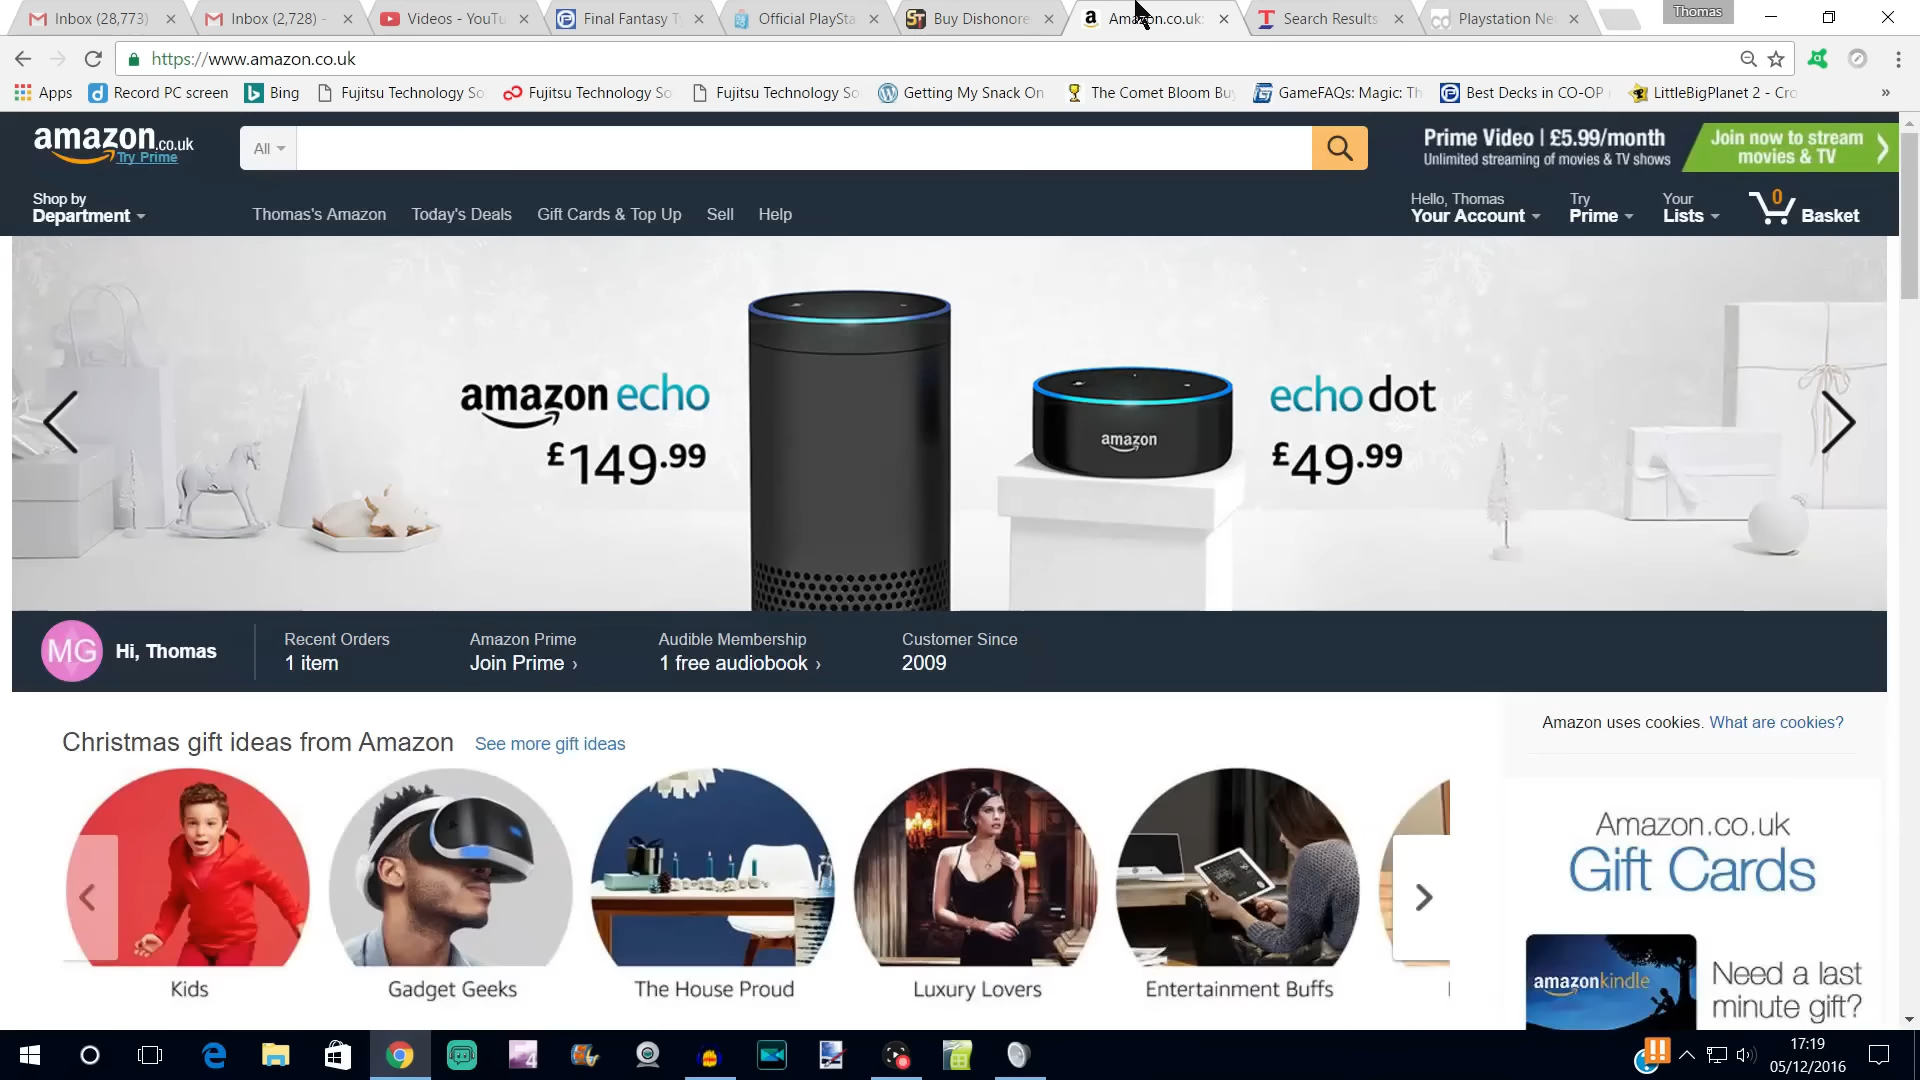 Inbox (28,773)
Inbox (2,728) -
Videos - YouTu
Final Fantasy T
Official PlaySta
Buy Dishonore
Amazon.co.uk:
Search Results
Playstation Ne
Thomas
https://www.amazon.co.uk
Apps
Record PC screen
Bing
Fujitsu Technology So
Fujitsu Technology So
Fujitsu Technology So
Getting My Snack On
The Comet Bloom Bu
GameFAQs: Magic: Th
Best Decks in CO-OP
LittleBigPlanet 2 - Cro
»
amazon.co.uk
Try Prime
All
Prime Video | £5.99/month
Unlimited streaming of movies & TV shows
Join now to stream
movies & TV
Shop by
Department
Thomas's Amazon
Today's Deals
Gift Cards & Top Up
Sell
Help
Hello, Thomas
Your Account
Try
Prime
Your
Lists
0
Basket
amazon echo
£149.99
amazon
echo dot
£49.99
MG
Hi, Thomas
Recent Orders
1 item
Amazon Prime
Join Prime ›
Audible Membership
1 free audiobook ›
Customer Since
2009
Christmas gift ideas from Amazon
See more gift ideas
Kids
Gadget Geeks
The House Proud
Luxury Lovers
Entertainment Buffs
Amazon uses cookies. What are cookies?
Amazon.co.uk
Gift Cards
amazonkindle
Need a last
minute gift?
17:19
05/12/2016